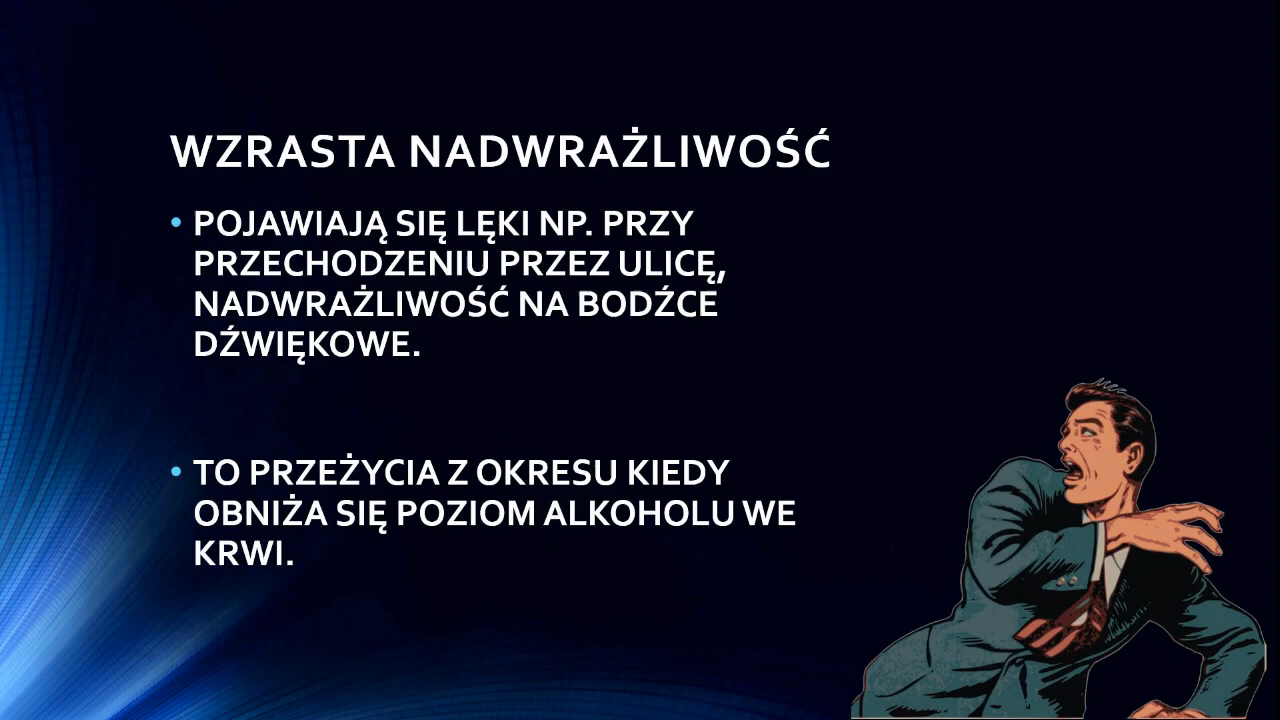 WZRASTA NADWRAŻLIWOŚĆ
• POJAWIAJĄ SIĘ LĘKI NP. PRZY
PRZECHODZENIU PRZEZ ULICĘ,
NADWRAŻLIWOŚĆ NA BODŹCE
DŹWIĘKOWE.
• TO PRZEŻYCIA Z OKRESU KIEDY
OBNIŻA SIĘ POZIOM ALKOHOLU WE
KRWI.